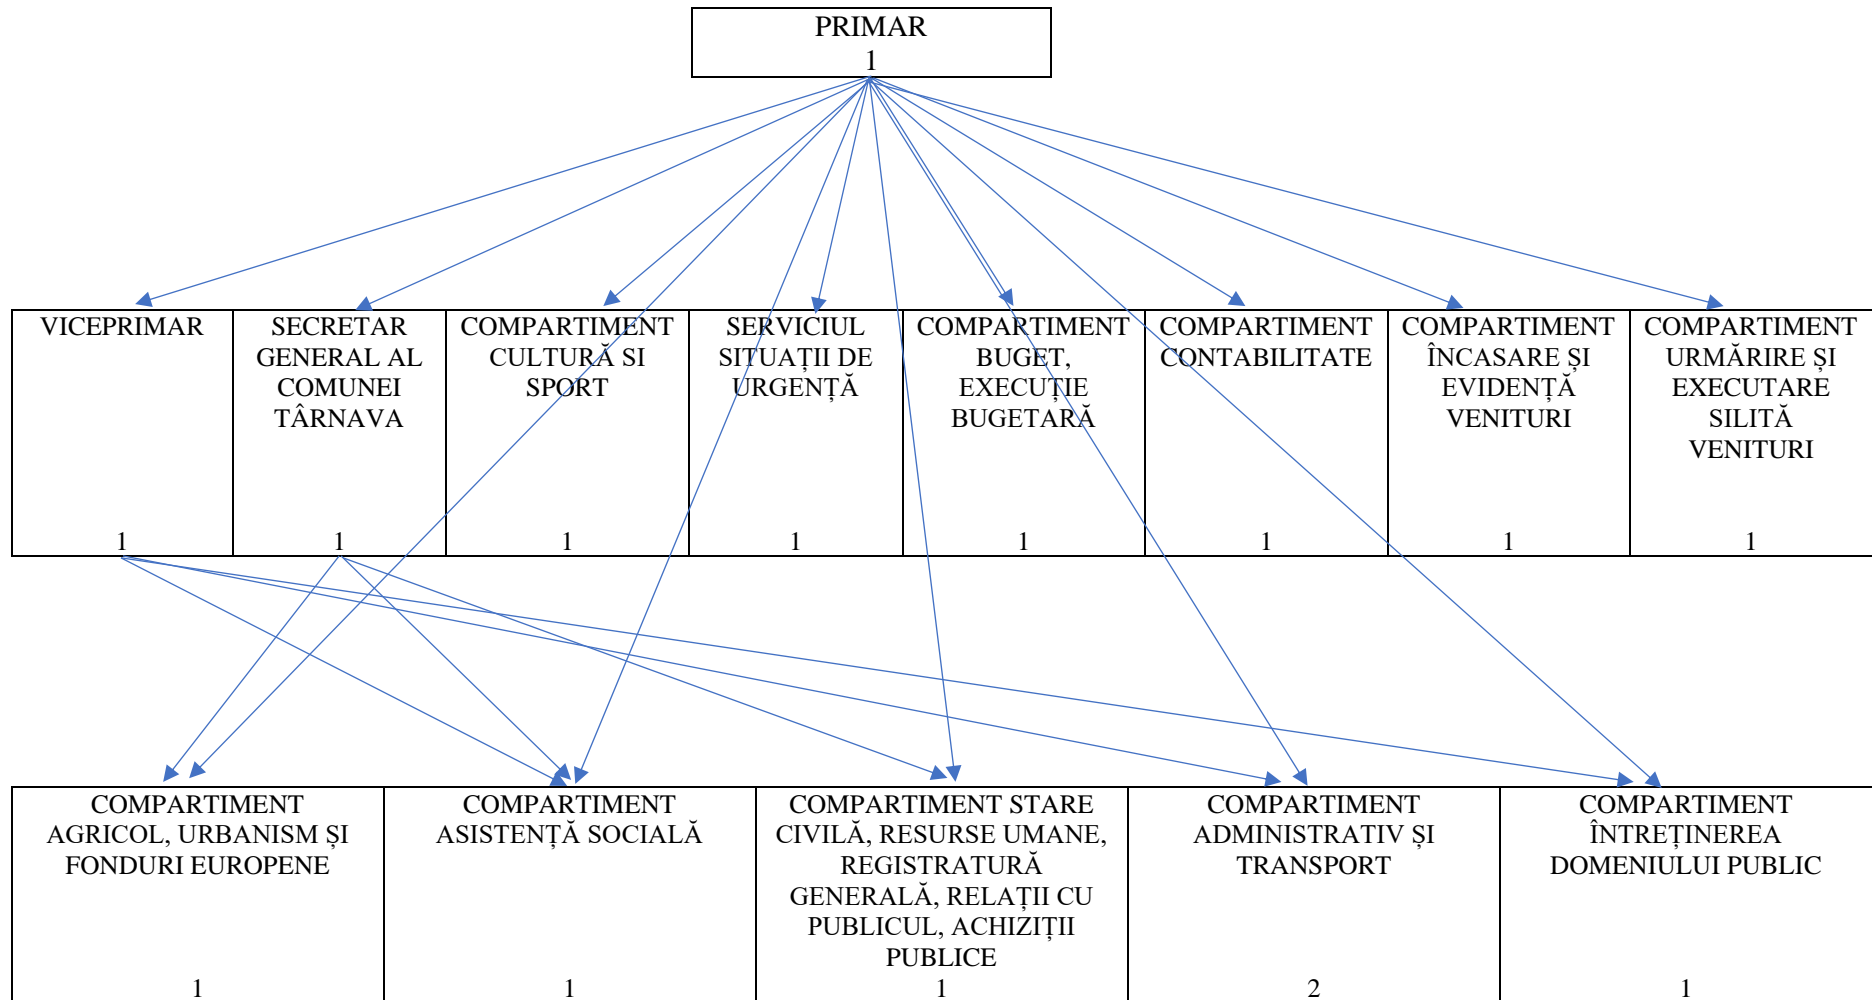 PRIMAR
1
VICEPRIMAR
1
SECRETAR
GENERAL AL
COMUNEI
TÂRNAVA
1
COMPARTIMENT
CULTURĂ SI
SPORT
1
SERVICIUL
SITUAȚII DE
URGENȚĂ
1
COMPARTIMENT
BUGET,
EXECUȚIE
BUGETARĂ
1
COMPARTIMENT
CONTABILITATE
1
COMPARTIMENT
ÎNCASARE ȘI
EVIDENȚĂ
VENITURI
1
COMPARTIMENT
URMĂRIRE ȘI
EXECUTARE
SILITĂ
VENITURI
1
COMPARTIMENT
AGRICOL, URBANISM ȘI
FONDURI EUROPENE
1
COMPARTIMENT
ASISTENȚĂ SOCIALĂ
1
COMPARTIMENT STARE
CIVILĂ, RESURSE UMANE,
REGISTRATURĂ
GENERALĂ, RELAȚII CU
PUBLICUL, ACHIZIȚII
PUBLICE
1
COMPARTIMENT
ADMINISTRATIV ȘI
TRANSPORT
2
COMPARTIMENT
ÎNTREȚINEREA
DOMENIULUI PUBLIC
1